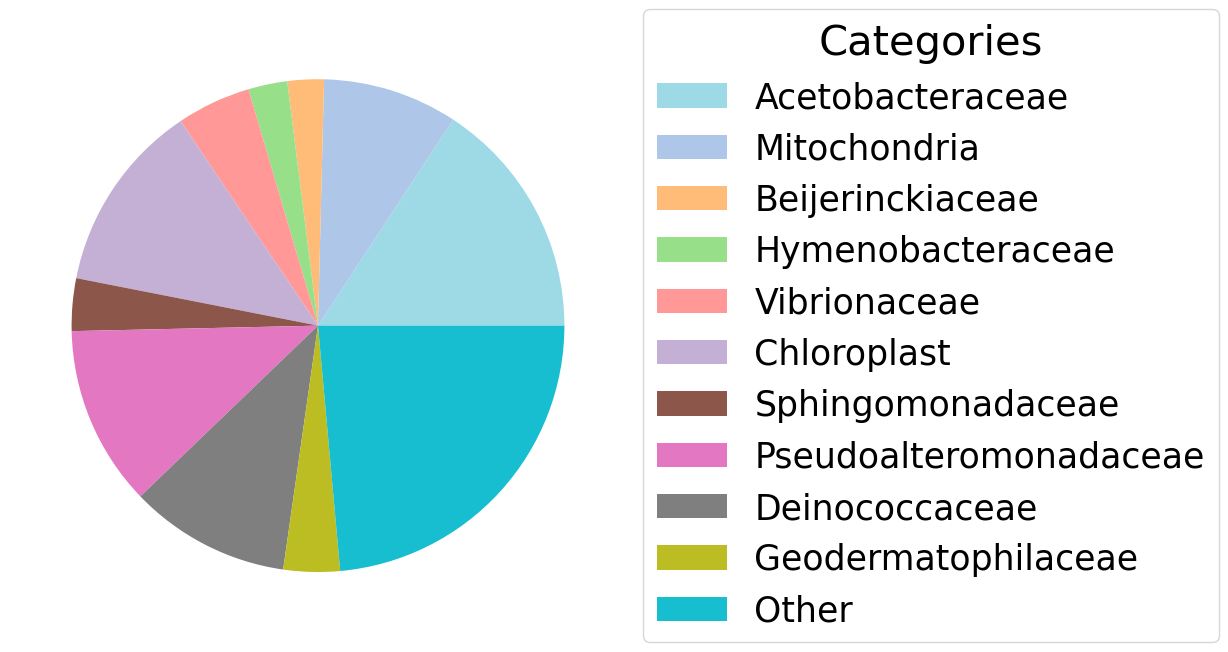 Categories
Acetobacteraceae
Mitochondria
Beijerinckiaceae
Hymenobacteraceae
Vibrionaceae
Chloroplast
Sphingomonadaceae
Pseudoalteromonadaceae
Deinococcaceae
Geodermatophilaceae
Other